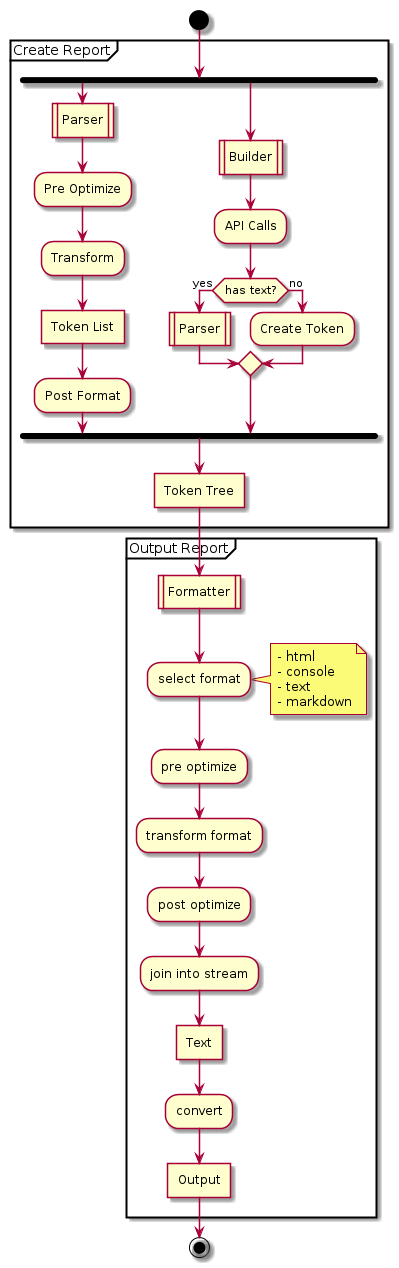 Create Report
Parser
Pre Optimize
Transform
Token List
Post Format
Builder
API Calls
has text?
yes
no
Parser
Create Token
Token Tree
Output Report
Formatter
select format
- html
- console
- text
- markdown
pre optimize
transform format
post optimize
join into stream
Text
convert
Output